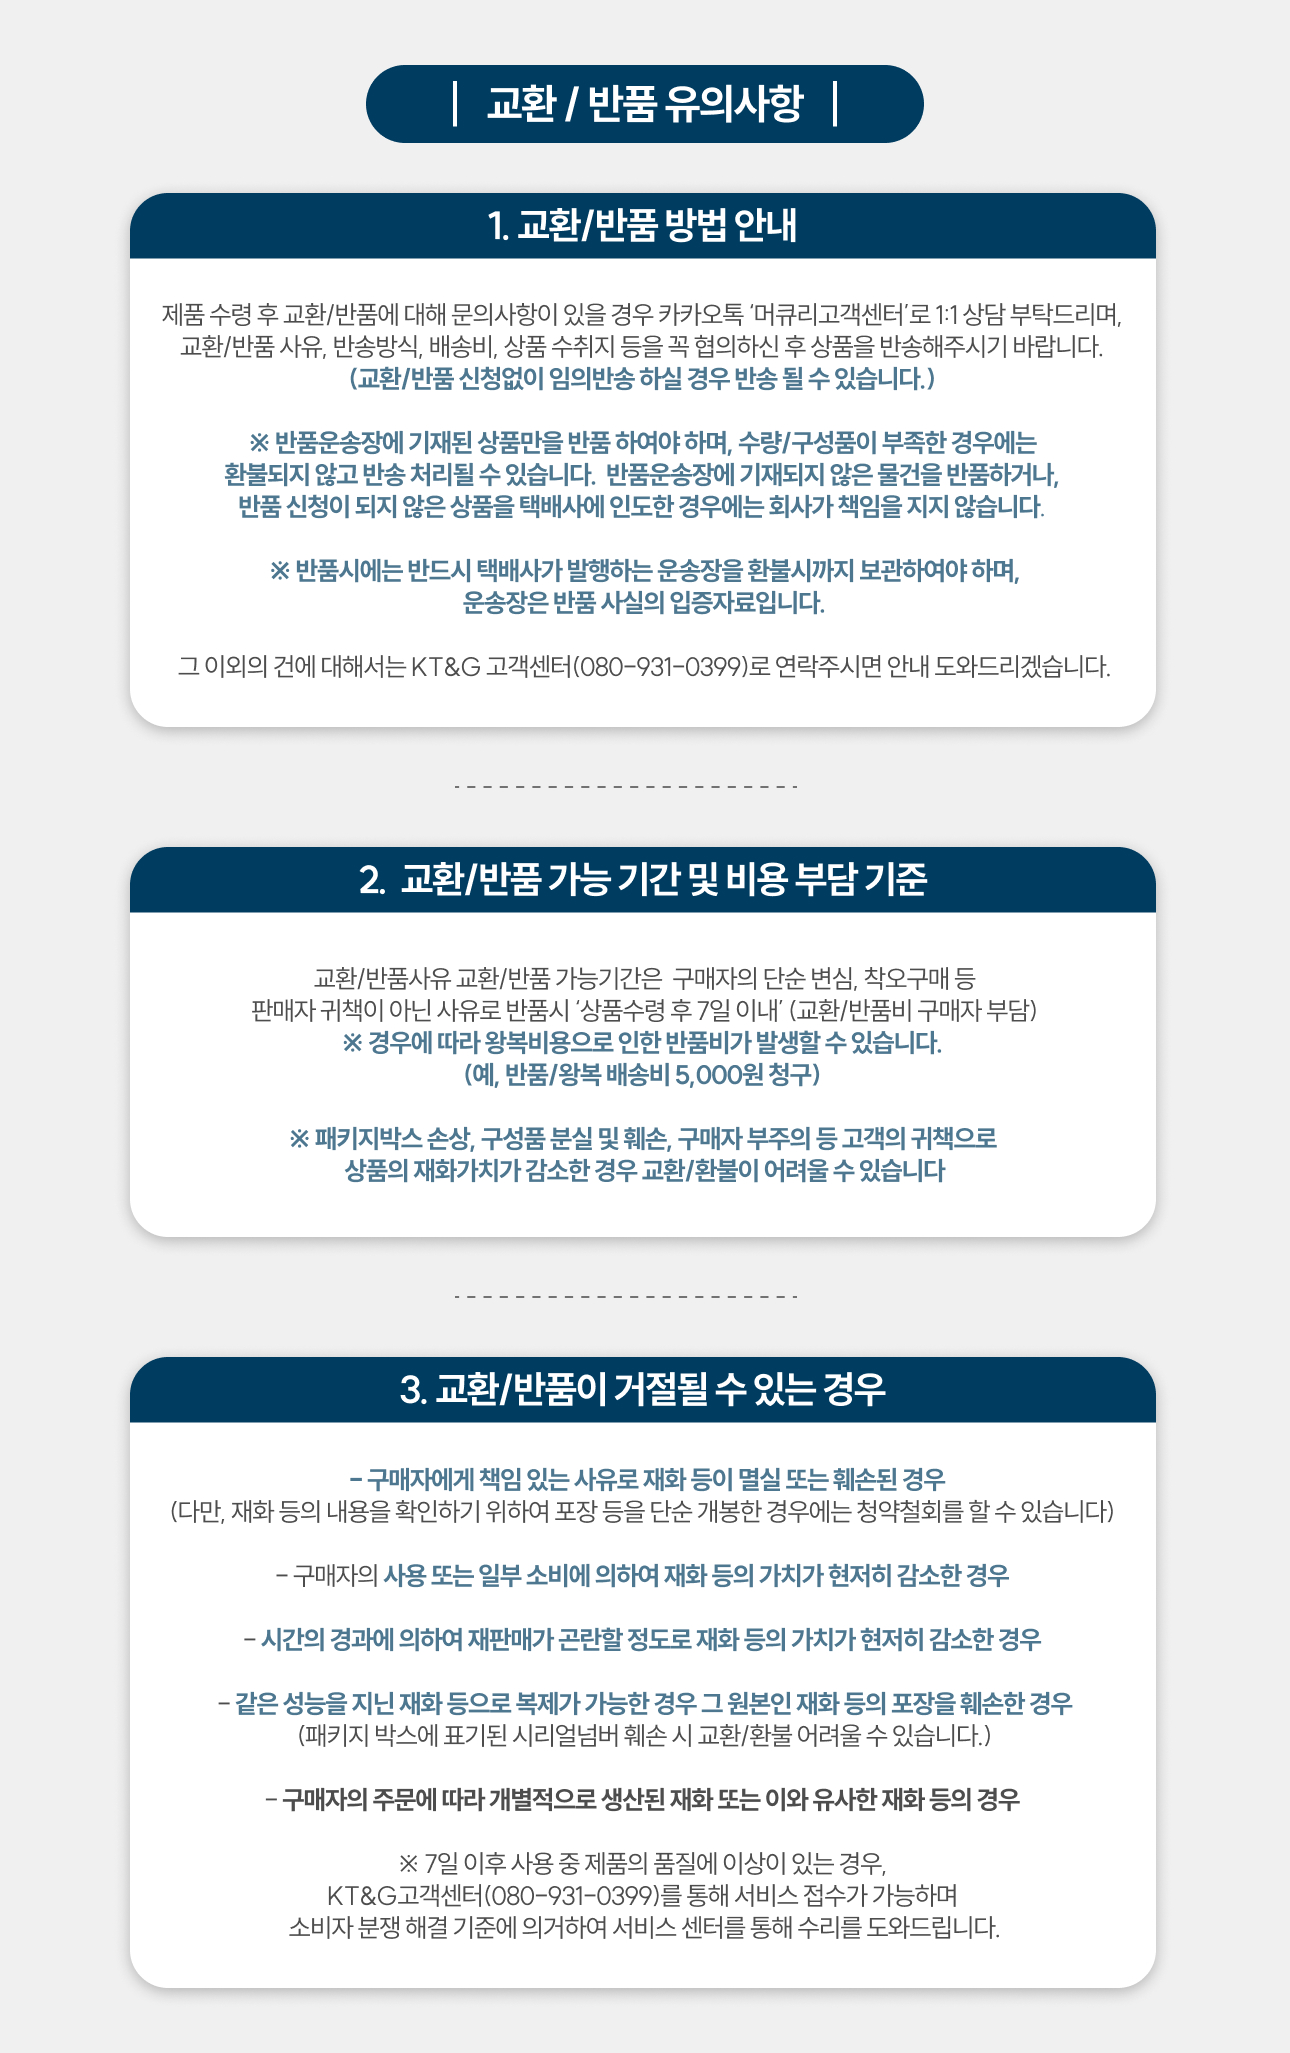 교환 / 반품 유의사항
1. 교환/반품 방법 안내
제품 수령 후 교환/반품에 대해 문의사항이 있을 경우 카카오톡 ‘머큐리고객센터’로 1:1 상담 부탁드리며,
교환/반품 사유, 반송방식, 배송비, 상품 수취지 등을 꼭 협의하신 후 상품을 반송해주시기 바랍니다.
(교환/반품 신청없이 임의반송 하실 경우 반송 될 수 있습니다.)
※ 반품운송장에 기재된 상품만을 반품 하여야 하며, 수량/구성품이 부족한 경우에는
환불되지 않고 반송 처리될 수 있습니다. 반품운송장에 기재되지 않은 물건을 반품하거나,
반품 신청이 되지 않은 상품을 택배사에 인도한 경우에는 회사가 책임을 지지 않습니다.
※ 반품시에는 반드시 택배사가 발행하는 운송장을 환불시까지 보관하여야 하며,
운송장은 반품 사실의 입증자료입니다.
그 이외의 건에 대해서는 KT&G 고객센터(080-931-0399)로 연락주시면 안내 도와드리겠습니다.
2. 교환/반품 가능 기간 및 비용 부담 기준
교환/반품사유 교환/반품 가능기간은 구매자의 단순 변심, 착오구매 등
판매자 귀책이 아닌 사유로 반품시 ‘상품수령 후 7일 이내’ (교환/반품비 구매자 부담)
※ 경우에 따라 왕복비용으로 인한 반품비가 발생할 수 있습니다.
(예, 반품/왕복 배송비 5,000원 청구)
※ 패키지박스 손상, 구성품 분실 및 훼손, 구매자 부주의 등 고객의 귀책으로
상품의 재화가치가 감소한 경우 교환/환불이 어려울 수 있습니다
3. 교환/반품이 거절될 수 있는 경우
- 구매자에게 책임 있는 사유로 재화 등이 멸실 또는 훼손된 경우
(다만, 재화 등의 내용을 확인하기 위하여 포장 등을 단순 개봉한 경우에는 청약철회를 할 수 있습니다)
- 구매자의 사용 또는 일부 소비에 의하여 재화 등의 가치가 현저히 감소한 경우
- 시간의 경과에 의하여 재판매가 곤란할 정도로 재화 등의 가치가 현저히 감소한 경우
- 같은 성능을 지닌 재화 등으로 복제가 가능한 경우 그 원본인 재화 등의 포장을 훼손한 경우
(패키지 박스에 표기된 시리얼넘버 훼손 시 교환/환불 어려울 수 있습니다.)
- 구매자의 주문에 따라 개별적으로 생산된 재화 또는 이와 유사한 재화 등의 경우
※ 7일 이후 사용 중 제품의 품질에 이상이 있는 경우,
KT&G고객센터(080-931-0399)를 통해 서비스 접수가 가능하며
소비자 분쟁 해결 기준에 의거하여 서비스 센터를 통해 수리를 도와드립니다.